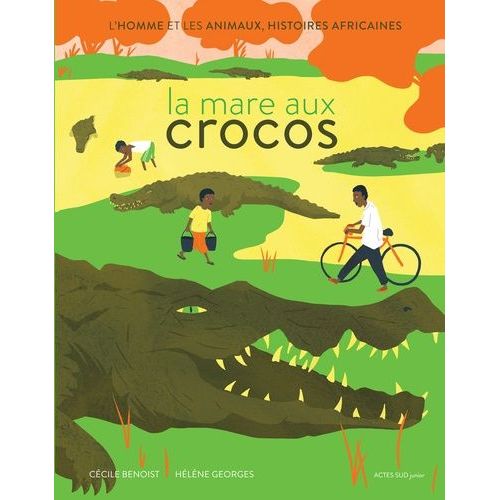 L'HOMME ET LES ANIMAUX, HISTOIRES AFRICAINES
la mare aux
crocos
CÉCILE BENOIST HÉLÈNE GEORGES
ACTES SUD junior